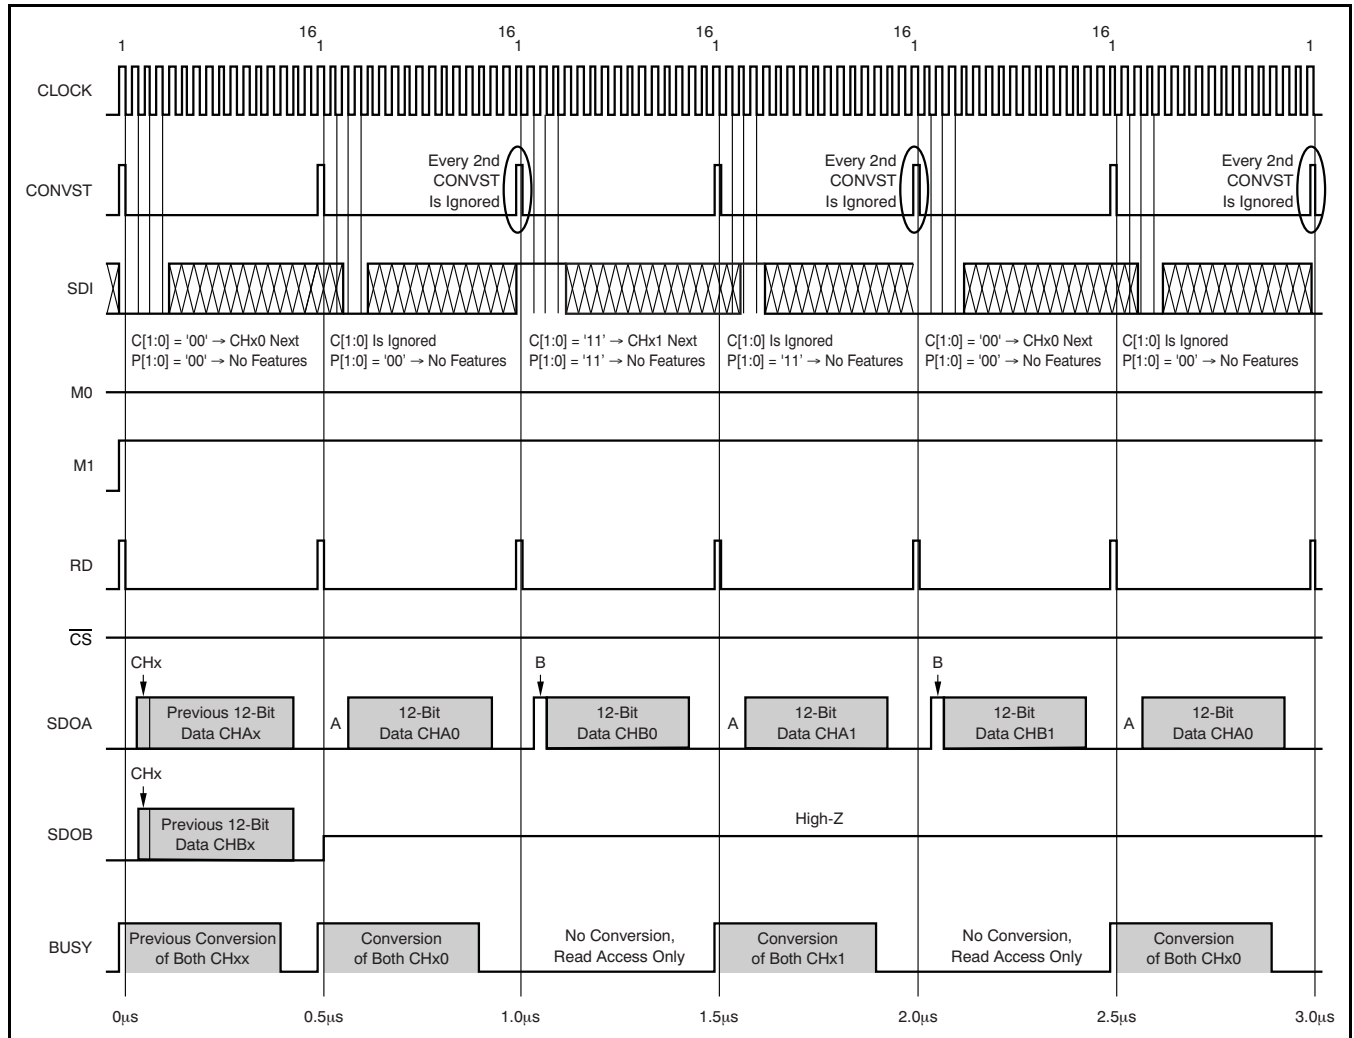 16 16 16 16 16
1 1 1 1 1 1 1
CLOCK
Every 2nd
CONVST
Is Ignored
Every 2nd
CONVST
Is Ignored
Every 2nd
CONVST
Is Ignored
CONVST
SDI
C[1:0] = '00' → CHx0 Next
P[1:0] = '00' → No Features
C[1:0] Is Ignored
P[1:0] = '00' → No Features
C[1:0] = '11' → CHx1 Next
P[1:0] = '11' → No Features
C[1:0] Is Ignored
P[1:0] = '11' → No Features
C[1:0] = '00' → CHx0 Next
P[1:0] = '00' → No Features
C[1:0] Is Ignored
P[1:0] = '00' → No Features
M0
M1
RD
CS
CHx B B
SDOA
Previous 12-Bit
Data CHAx
A
12-Bit
Data CHA0
12-Bit
Data CHB0
A
12-Bit
Data CHA1
12-Bit
Data CHB1
A
12-Bit
Data CHA0
CHx
SDOB
Previous 12-Bit
Data CHBx
High-Z
BUSY
Previous Conversion
of Both CHxx
Conversion
of Both CHx0
No Conversion,
Read Access Only
Conversion
of Both CHx1
No Conversion,
Read Access Only
Conversion
of Both CHx0
0µs 0.5µs 1.0µs 1.5µs 2.0µs 2.5µs 3.0µs